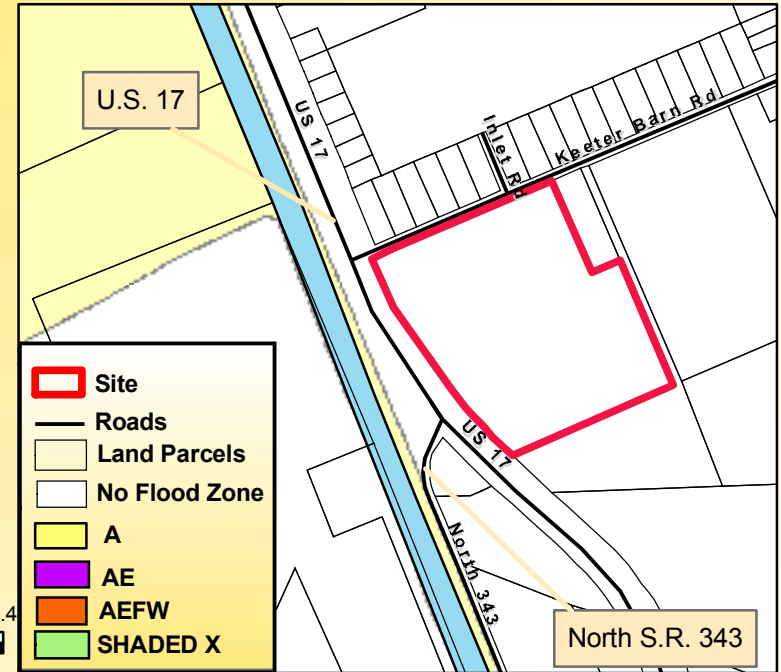 U.S. 17
US 17
Inlet Rd
Keeter Barn Rd
US 17
North 343
North S.R. 343
Site
Roads
Land Parcels
No Flood Zone
A
AE
AEFW
SHADED X
.4